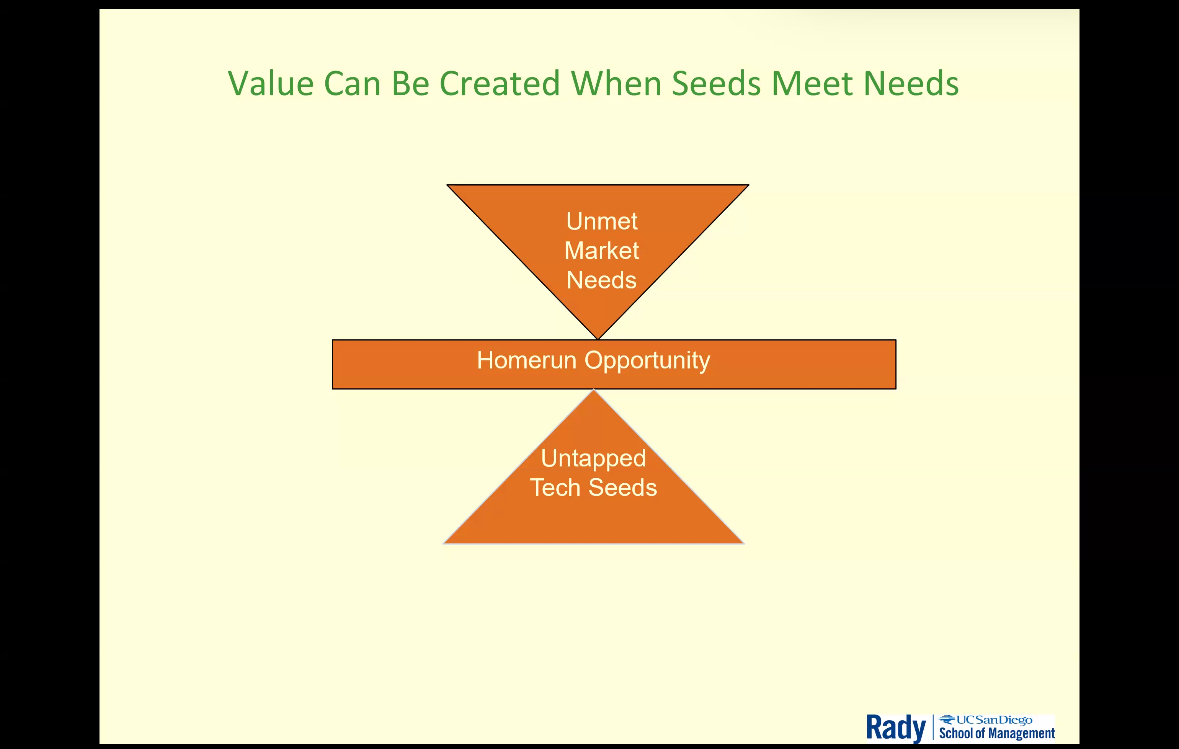 Value Can Be Created When Seeds Meet Needs
Unmet
Market
Needs
Homerun Opportunity
Untapped
Tech Seeds
Rady
UC San Diego
School of Management